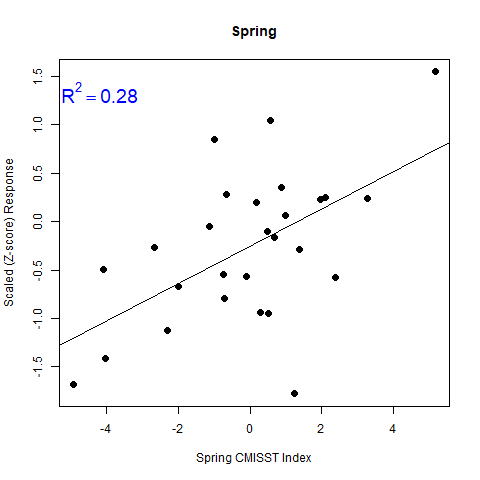 Spring
R² = 0.28
Scaled (Z-score) Response
1.5
1.0
0.5
0.0
-0.5
-1.0
-1.5
-4 -2 0 2 4
Spring CMISST Index